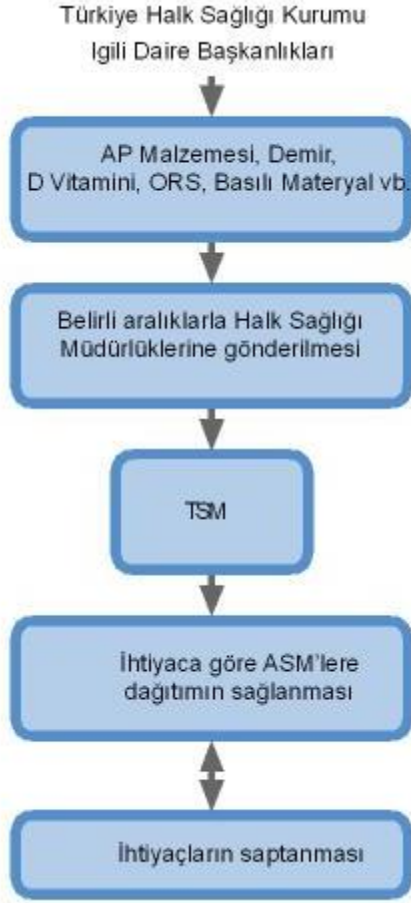 Türkiye Halk Sağlığı Kurumu
Igili Daire Başkanlıkları
AP Malzemesi, Demir,
D Vitamini, ORS, Basılı Materyal vb.
Belirli aralıklarla Halk Sağlığı
Müdürlüklerine gönderilmesi
TSM
İhtiyaca göre ASM'lere
dağıtımın sağlanması
İhtiyaçların saptanması